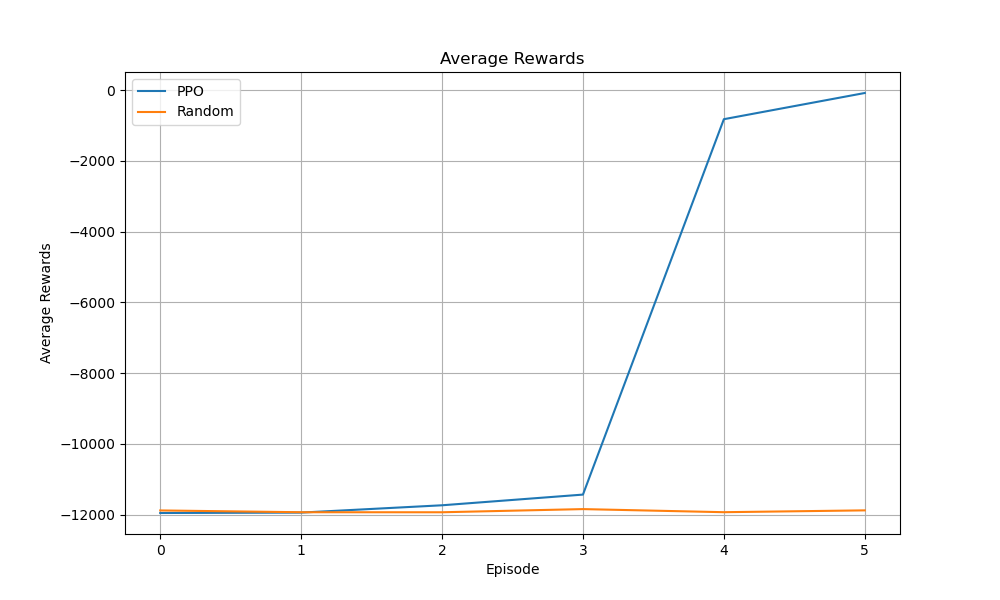 Average Rewards
PPO
Random
Average Rewards
0
−2000
−4000
−6000
−8000
−10000
−12000
0 1 2 3 4 5
Episode